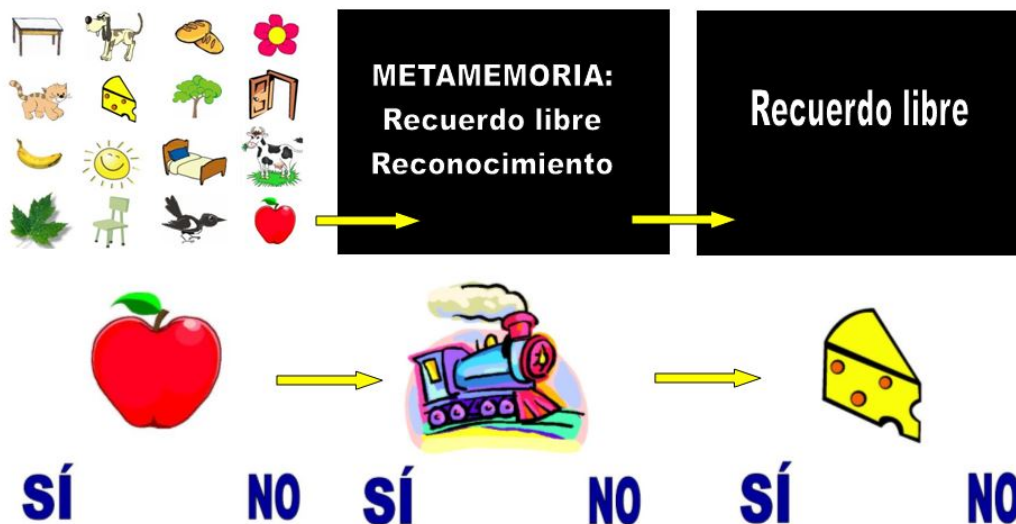 METAMEMORIA:
Recuerdo libre
Reconocimiento
Recuerdo libre
SÍ NO SÍ NO SÍ NO